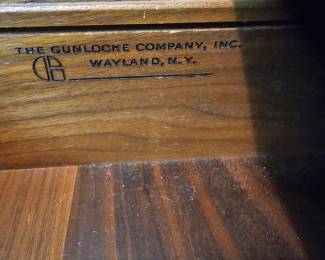 THE GUNLOCKE COMPANY, INC.
WAYLAND, N.Y.